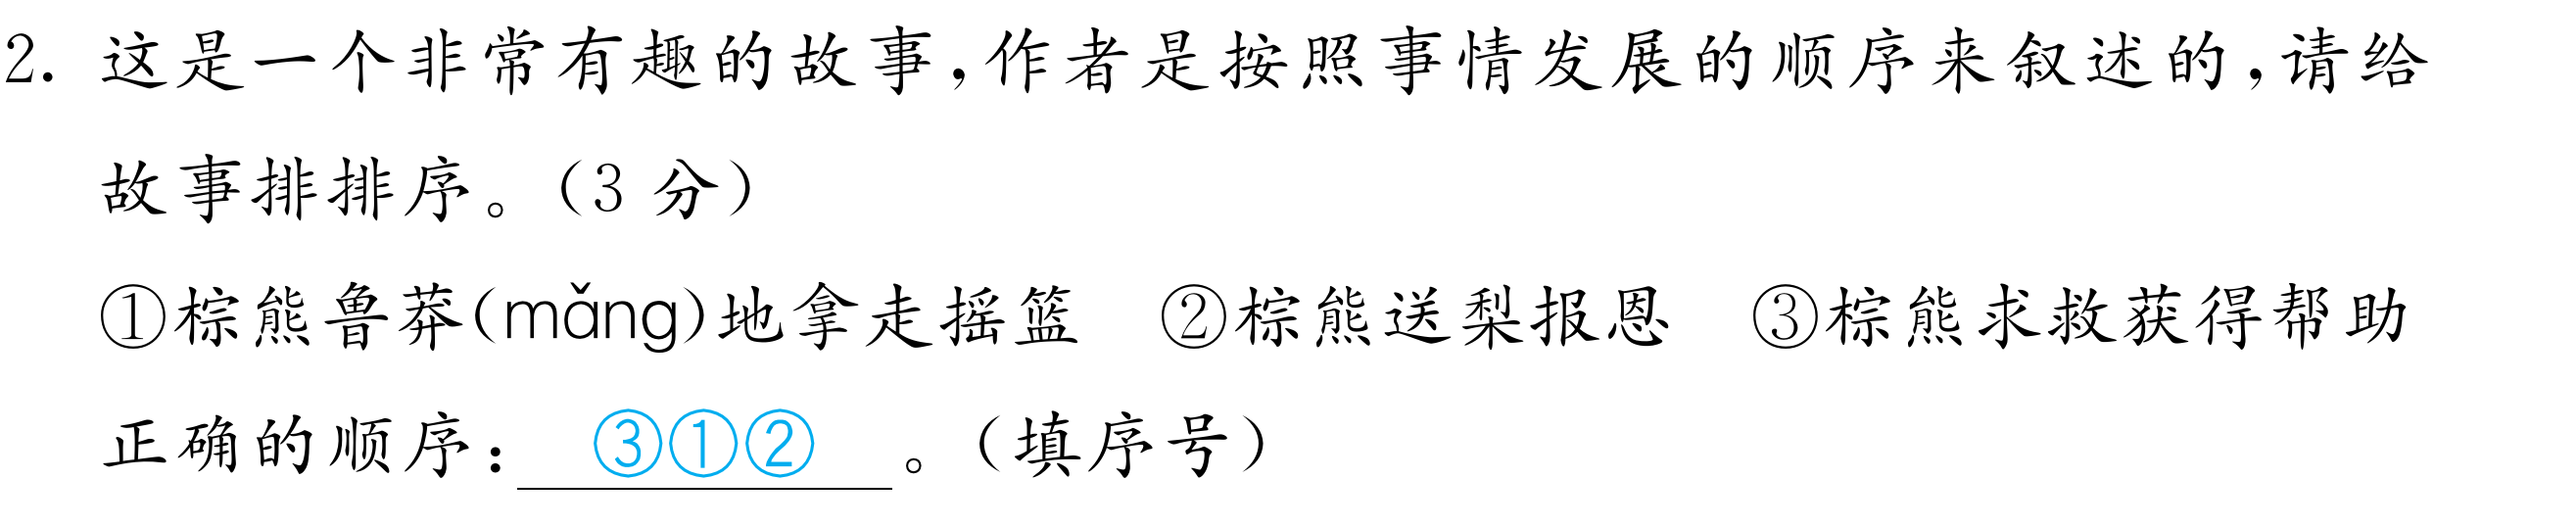 2. 这是一个非常有趣的故事,作者是按照事情发展的顺序来叙述的,请给
故事排排序。(3 分)
①棕熊鲁莽(mǎng)地拿走摇篮 ②棕熊送梨报恩 ③棕熊求救获得帮助
正确的顺序:③①②。(填序号)